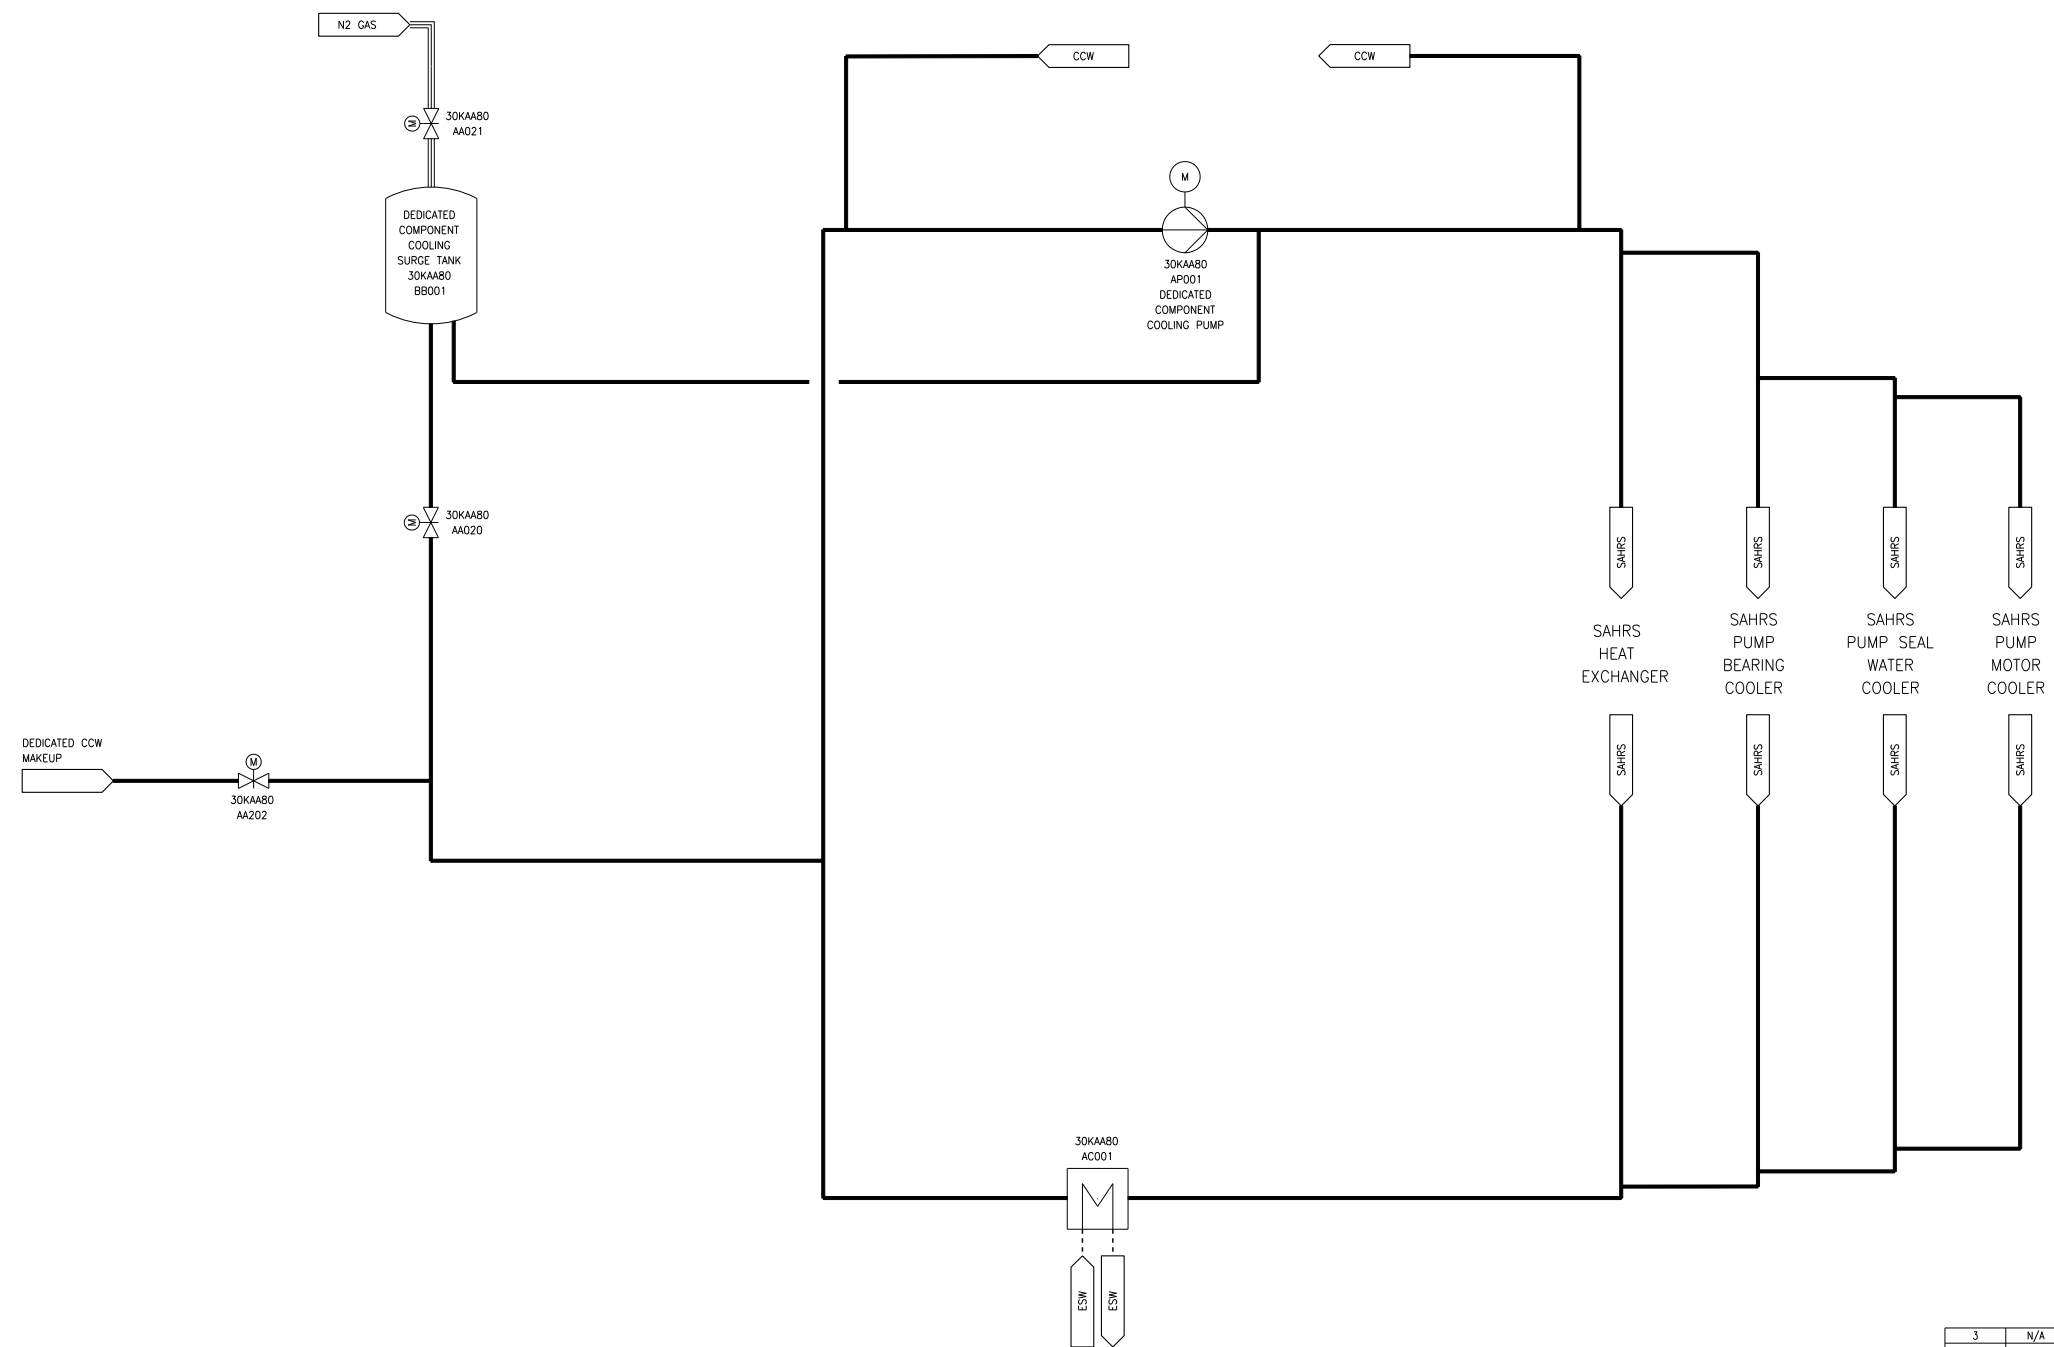 N2 GAS
CCW
CCW
30KAA80
AA021
M
M
DEDICATED
COMPONENT
COOLING
SURGE TANK
30KAA80
BB001
30KAA80
AP001
DEDICATED
COMPONENT
COOLING PUMP
M
30KAA80
AA020
SAHRS
SAHRS
SAHRS
SAHRS
SAHRS
HEAT
EXCHANGER
SAHRS
PUMP
BEARING
COOLER
SAHRS
PUMP SEAL
WATER
COOLER
SAHRS
PUMP
MOTOR
COOLER
DEDICATED CCW
MAKEUP
M
30KAA80
AA202
SAHRS
SAHRS
SAHRS
SAHRS
30KAA80
AC001
ESW
ESW
3 N/A